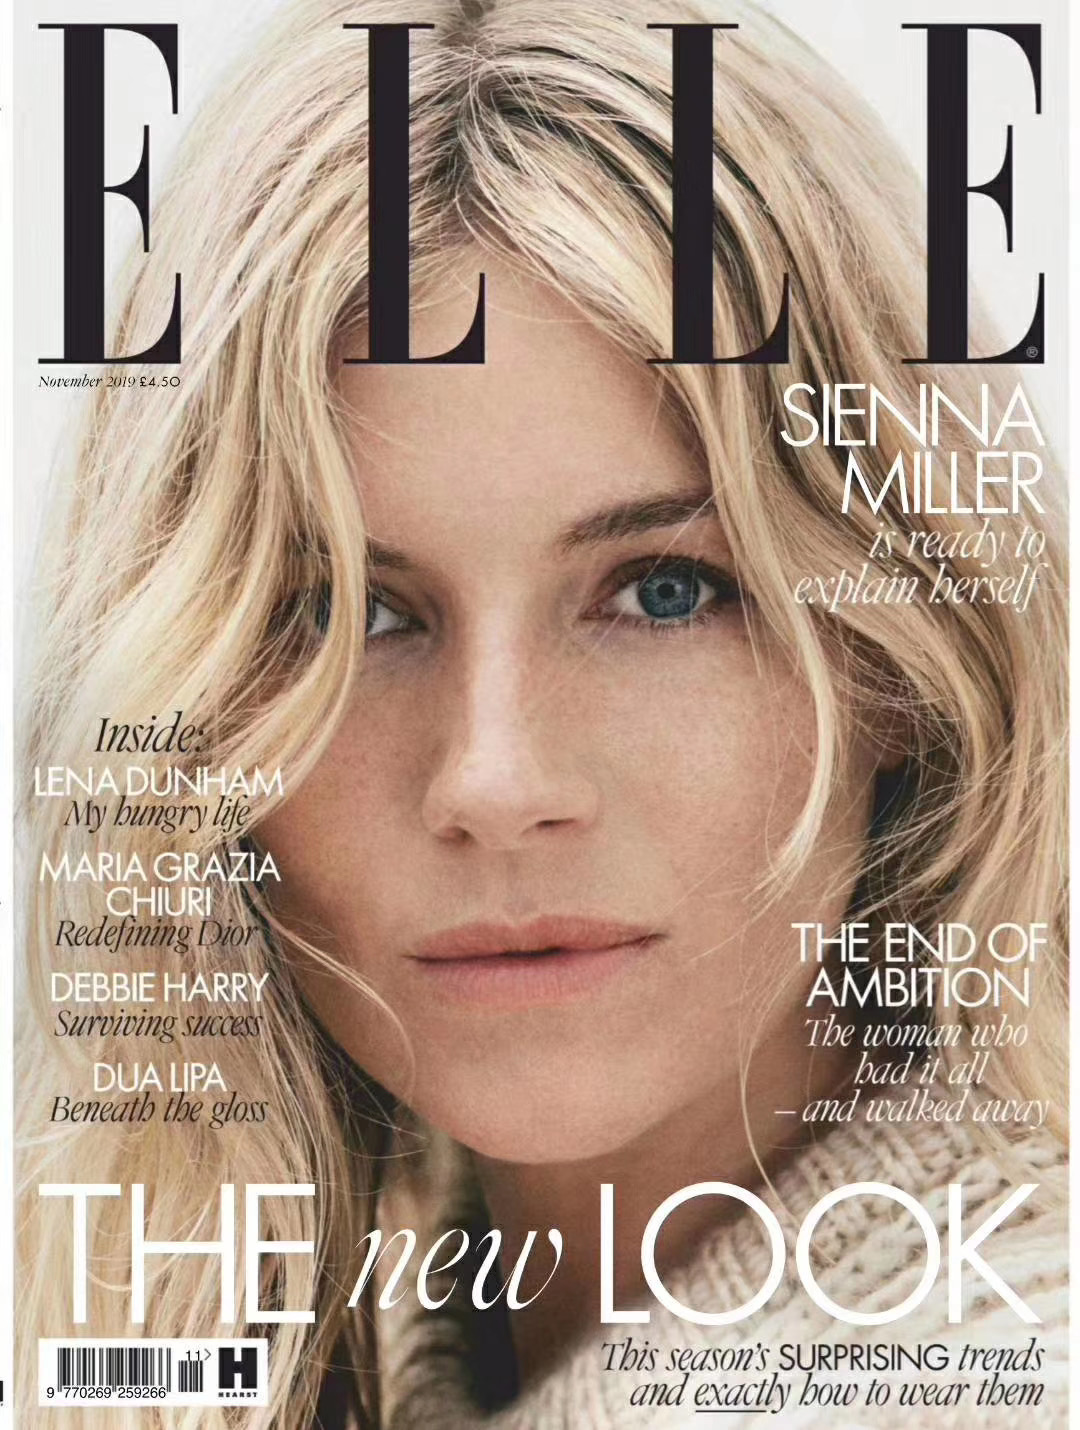 ELLE
®
November 2019 £4.50
SIENNA
MILLER
is ready to
explain herself
Inside:
LENA DUNHAM
My hungry life
MARIA GRAZIA
CHIURI
Redefining Dior
DEBBIE HARRY
Surviving success
DUA LIPA
Beneath the gloss
THE END OF
AMBITION
The woman who
had it all
– and walked away
THE new LOOK
This season's SURPRISING trends
and exactly how to wear them
11>
9 770269 259266
H
HEARST